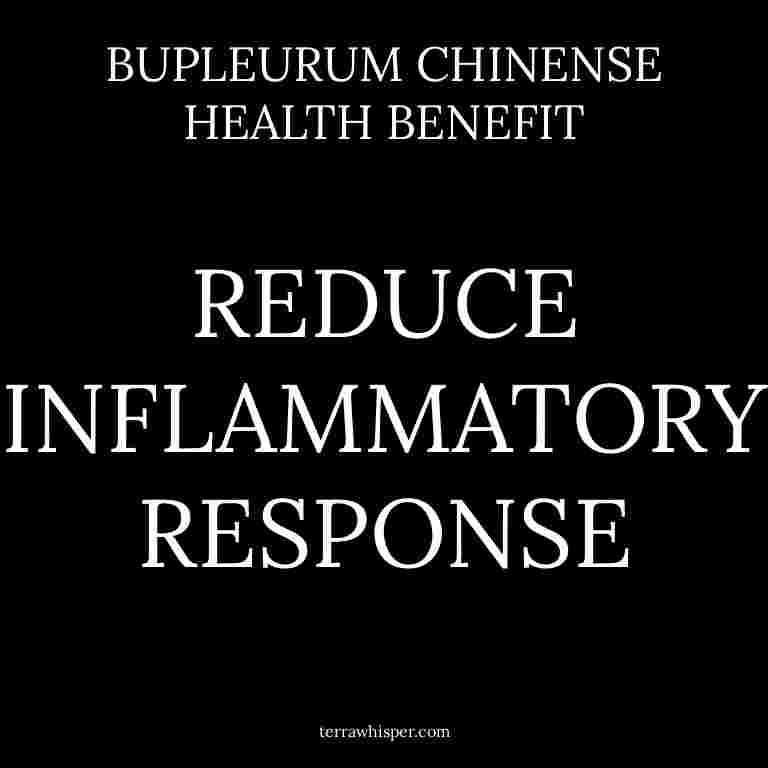 BUPLEURUM CHINENSE
HEALTH BENEFIT
REDUCE
INFLAMMATORY
RESPONSE
terrawhisper.com